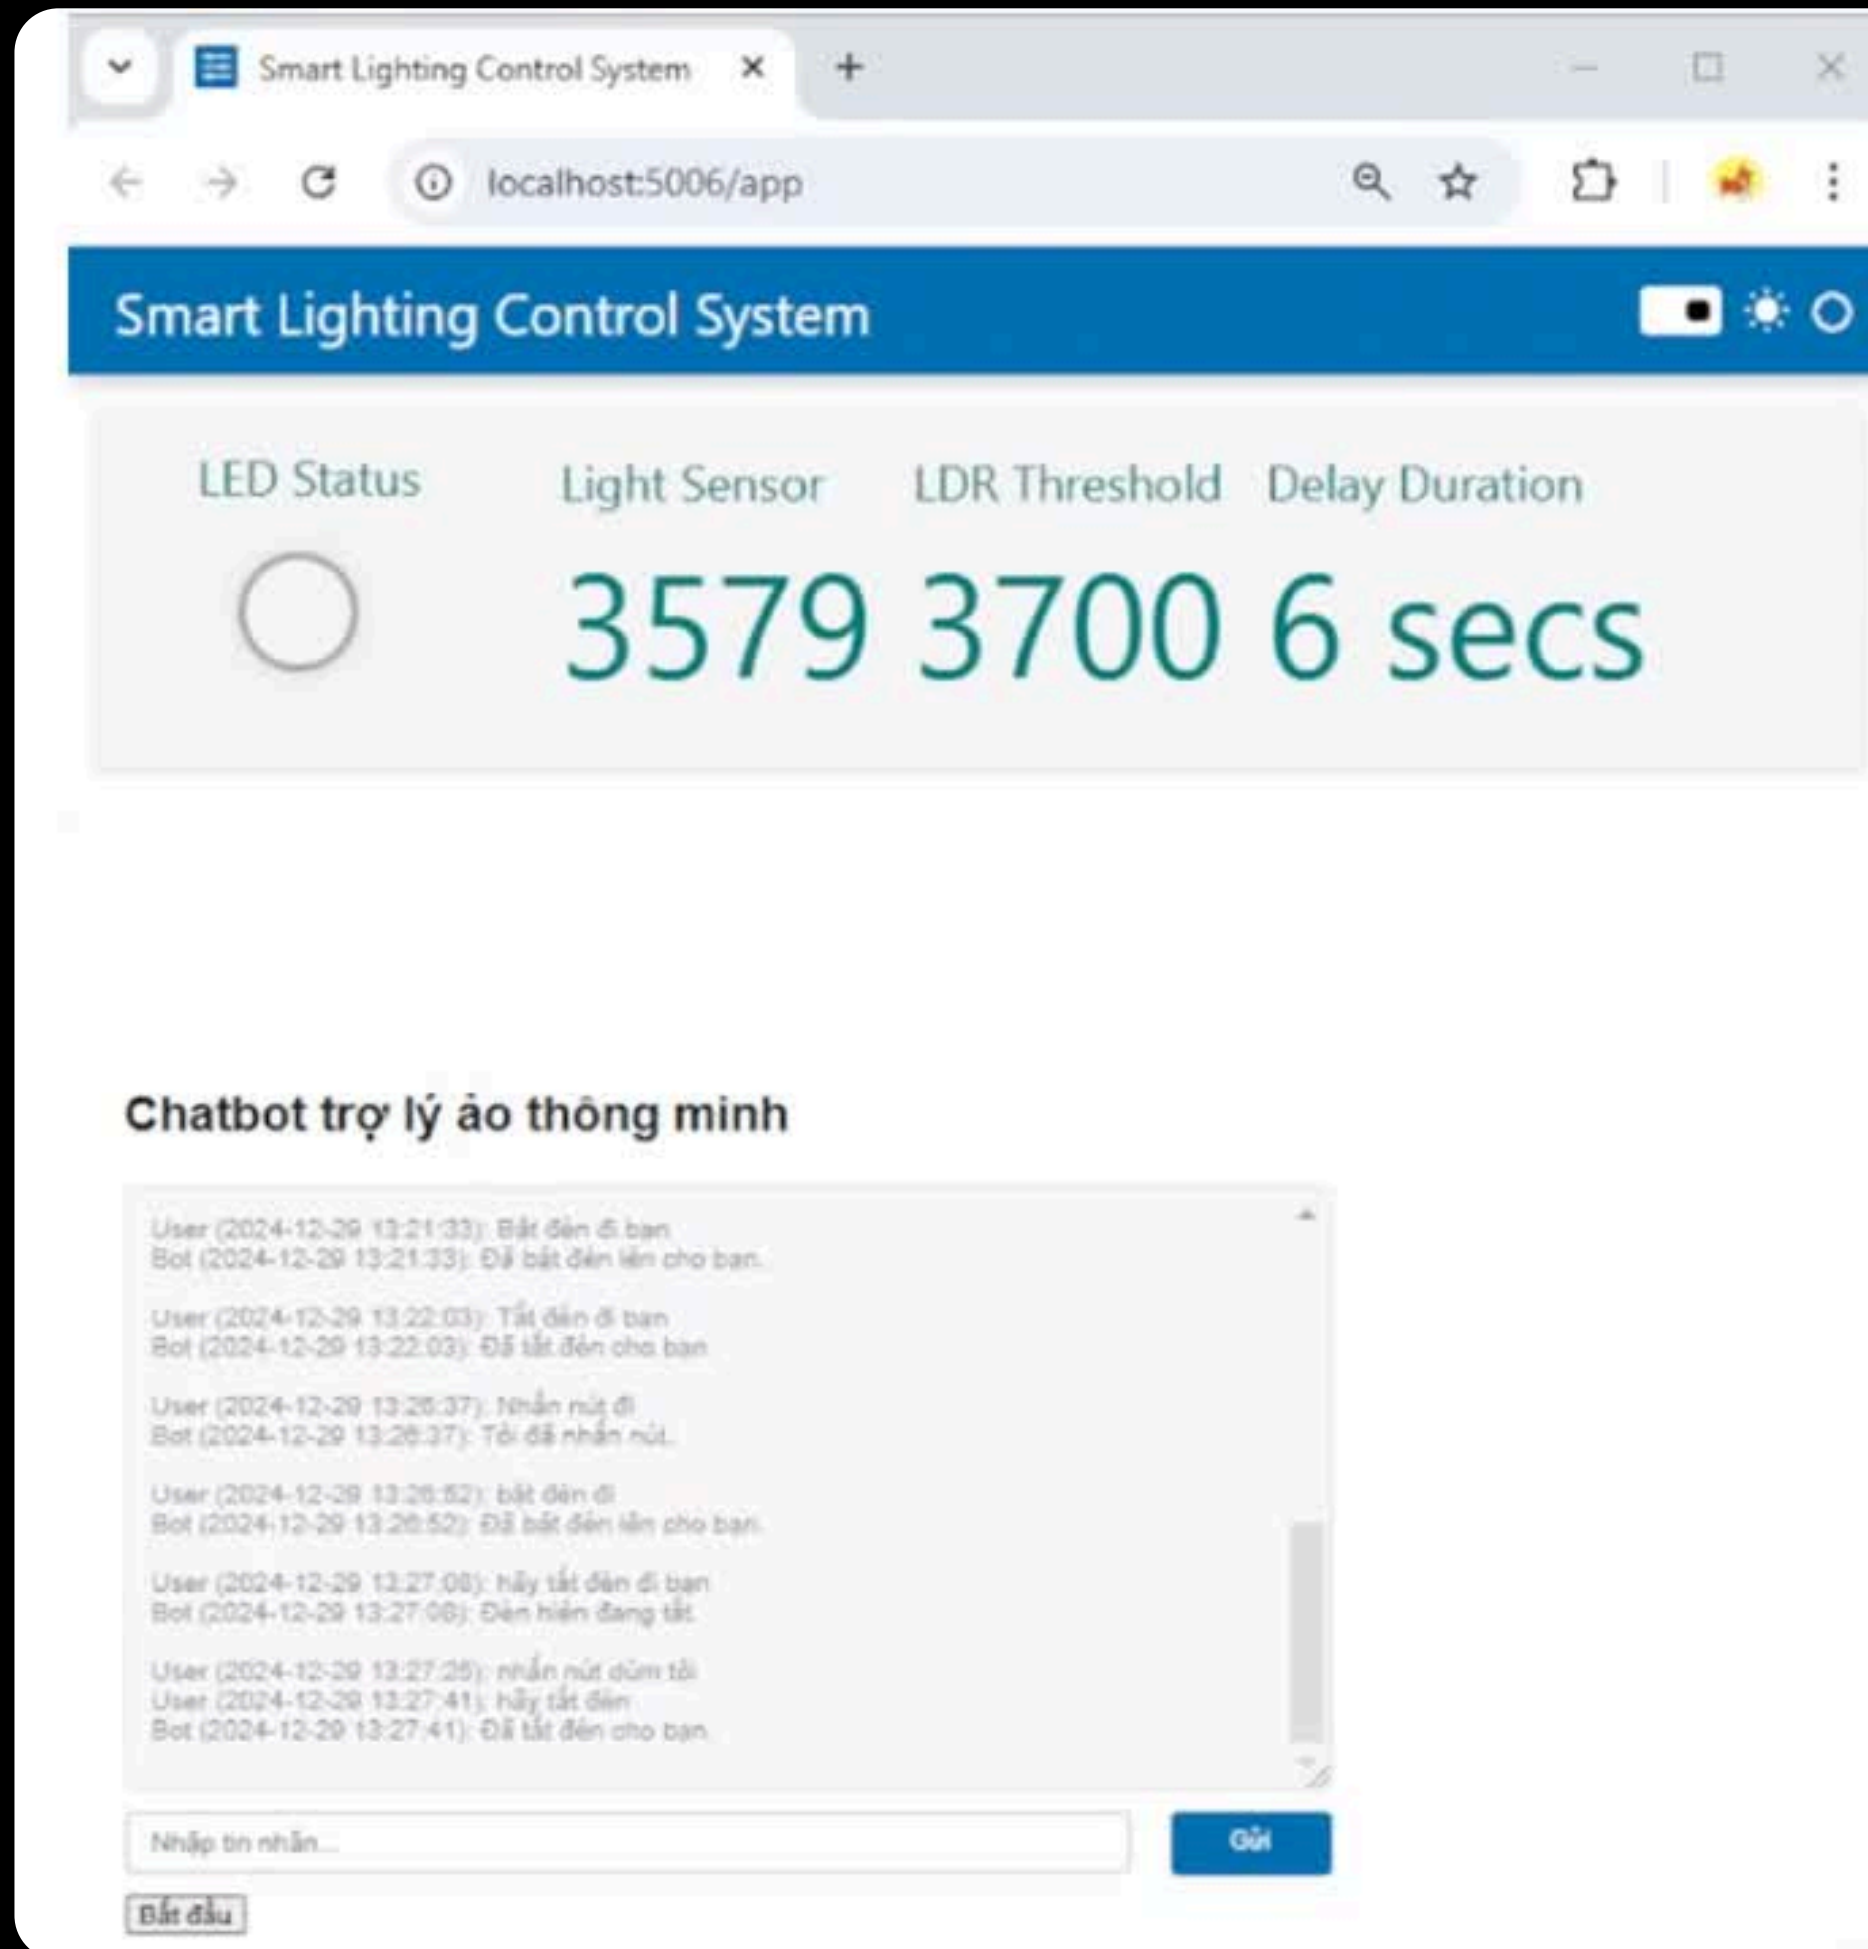 Smart Lighting Control System
localhost:5006/app
Smart Lighting Control System
LED Status Light Sensor LDR Threshold Delay Duration
3579 3700 6 secs
Chatbot trợ lý ảo thông minh
User (2024-12-29 13:21:33): Bật đèn đi bạn
Bot (2024-12-29 13:21:33): Đã bật đèn lên cho bạn.
User (2024-12-29 13:22:03): Tắt đèn đi bạn
Bot (2024-12-29 13:22:03): Đã tắt đèn cho bạn
User (2024-12-29 13:26:37): Nhấn nút đi
Bot (2024-12-29 13:26:37): Tôi đã nhấn nút.
User (2024-12-29 13:26:52): bật đèn đi
Bot (2024-12-29 13:26:52): Đã bật đèn lên cho bạn.
User (2024-12-29 13:27:08): hãy tắt đèn đi bạn
Bot (2024-12-29 13:27:08): Đèn hiện đang tắt.
User (2024-12-29 13:27:25): nhấn nút dùm tôi
User (2024-12-29 13:27:41): hãy tắt đèn
Bot (2024-12-29 13:27:41): Đã tắt đèn cho bạn
Nhập tin nhắn...
Gửi
Bắt đầu